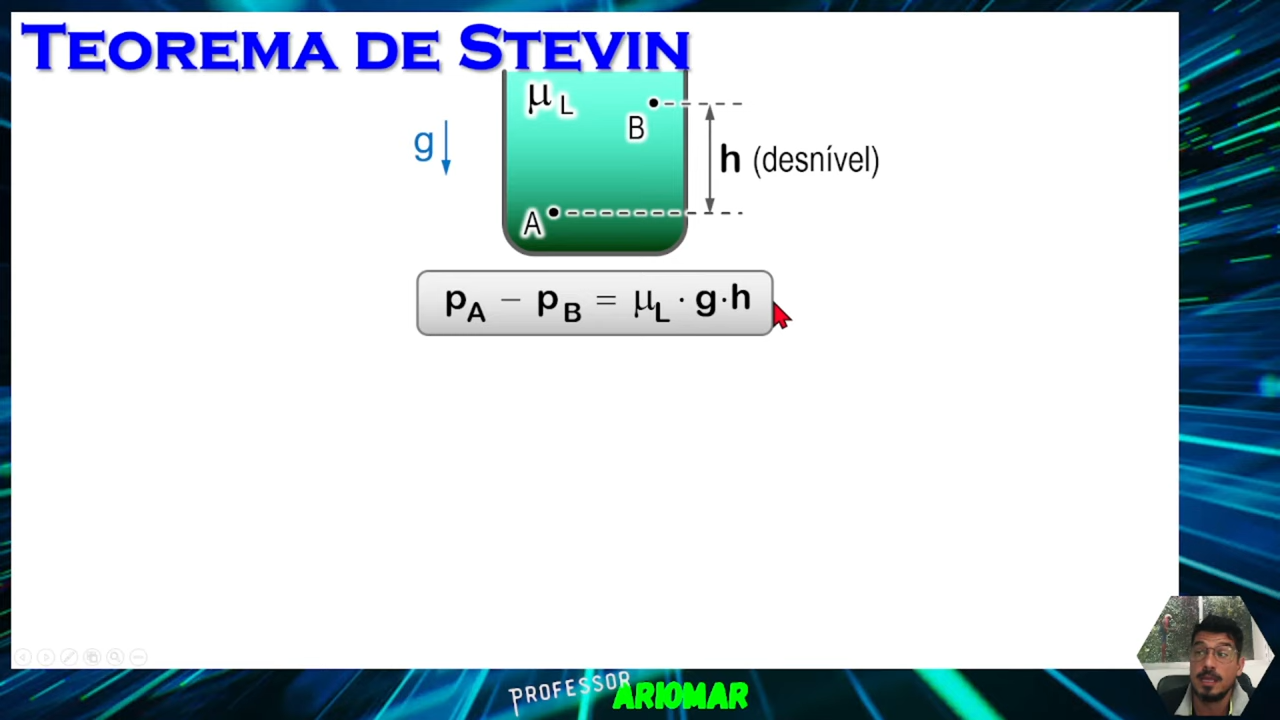 TEOREMA DE STEVIN
μL
B
g
h (desnível)
A
pA − pB = μL · g·h
PROFESSOR ARIOMAR